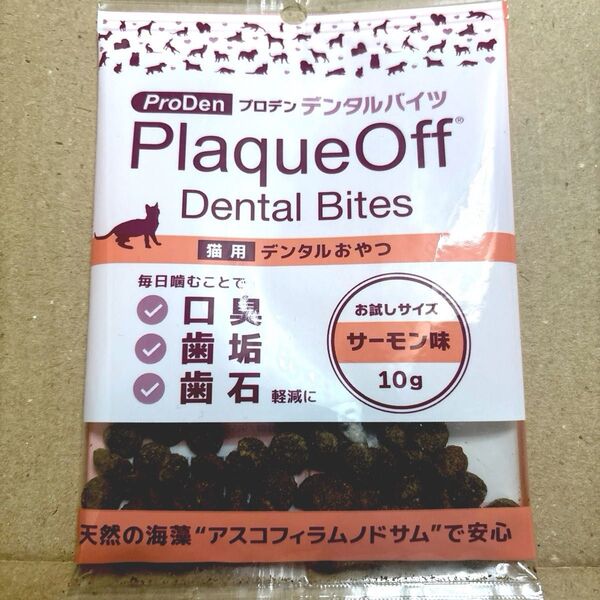 ProDen プロデン デンタルバイツ
PlaqueOff®
Dental Bites
猫用 デンタルおやつ
毎日噛むことで
口臭
歯垢
歯石 軽減に
お試しサイズ
サーモン味
10g
天然の海藻“アスコフィラムノドサム”で安心